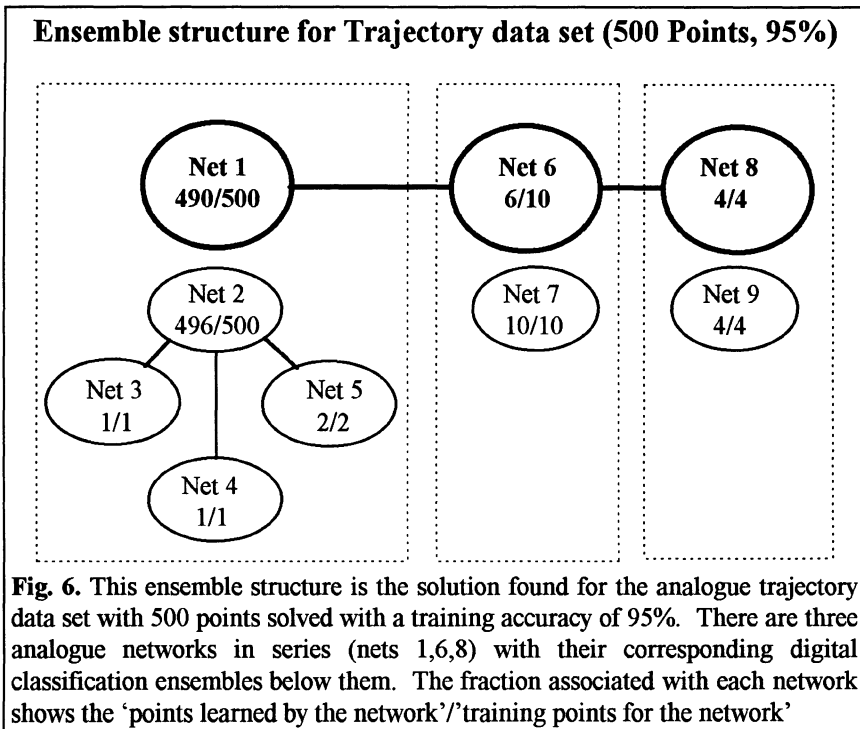 Ensemble structure for Trajectory data set (500 Points, 95%)
Net 1
490/500
Net 6
6/10
Net 8
4/4
Net 2
496/500
Net 7
10/10
Net 9
4/4
Net 3
1/1
Net 5
2/2
Net 4
1/1
Fig. 6. This ensemble structure is the solution found for the analogue trajectory
data set with 500 points solved with a training accuracy of 95%. There are three
analogue networks in series (nets 1,6,8) with their corresponding digital
classification ensembles below them. The fraction associated with each network
shows the ‘points learned by the network’/’training points for the network’